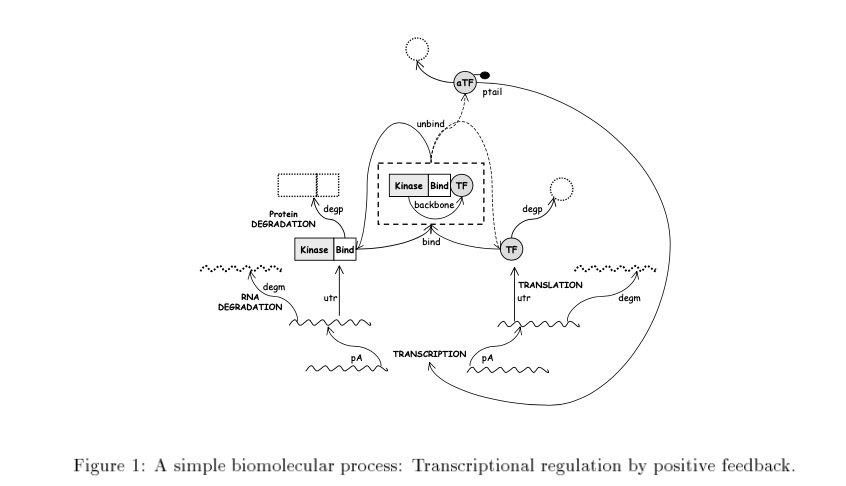 aTF
ptail
unbind
Kinase Bind TF
backbone
degp
degp
Protein
DEGRADATION
bind
Kinase Bind
TF
degm
RNA
DEGRADATION
utr
utr
TRANSLATION
degm
pA
TRANSCRIPTION
pA
Figure 1: A simple biomolecular process: Transcriptional regulation by positive feedback.